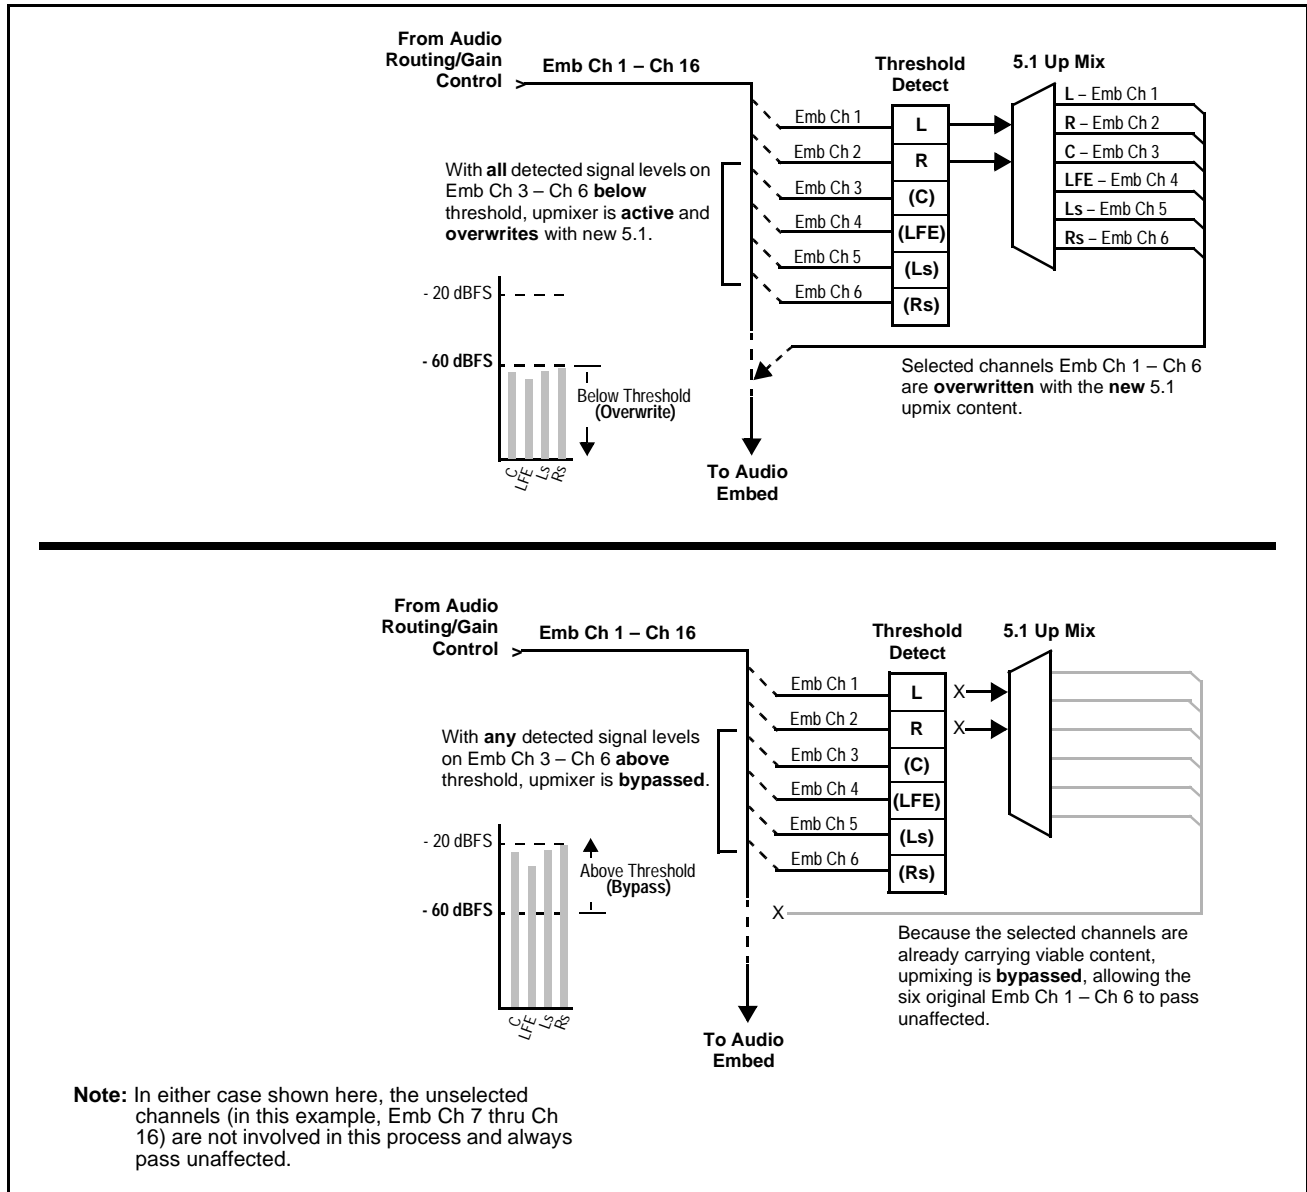 From Audio
Routing/Gain
Control
Emb Ch 1 – Ch 16
Threshold
Detect
5.1 Up Mix
Emb Ch 1
Emb Ch 2
Emb Ch 3
Emb Ch 4
Emb Ch 5
Emb Ch 6
L
R
(C)
(LFE)
(Ls)
(Rs)
L – Emb Ch 1
R – Emb Ch 2
C – Emb Ch 3
LFE – Emb Ch 4
Ls – Emb Ch 5
Rs – Emb Ch 6
With all detected signal levels on
Emb Ch 3 – Ch 6 below
threshold, upmixer is active and
overwrites with new 5.1.
- 20 dBFS
- 60 dBFS
Below Threshold
(Overwrite)
C
LFE
Ls
Rs
Selected channels Emb Ch 1 – Ch 6
are overwritten with the new 5.1
upmix content.
To Audio
Embed
From Audio
Routing/Gain
Control
Emb Ch 1 – Ch 16
Threshold
Detect
5.1 Up Mix
Emb Ch 1
Emb Ch 2
Emb Ch 3
Emb Ch 4
Emb Ch 5
Emb Ch 6
L
R
(C)
(LFE)
(Ls)
(Rs)
X
X
With any detected signal levels
on Emb Ch 3 – Ch 6 above
threshold, upmixer is bypassed.
- 20 dBFS
- 60 dBFS
Above Threshold
(Bypass)
C
LFE
Ls
Rs
X
Because the selected channels are
already carrying viable content,
upmixing is bypassed, allowing the
six original Emb Ch 1 – Ch 6 to pass
unaffected.
To Audio
Embed
Note: In either case shown here, the unselected
channels (in this example, Emb Ch 7 thru Ch
16) are not involved in this process and always
pass unaffected.